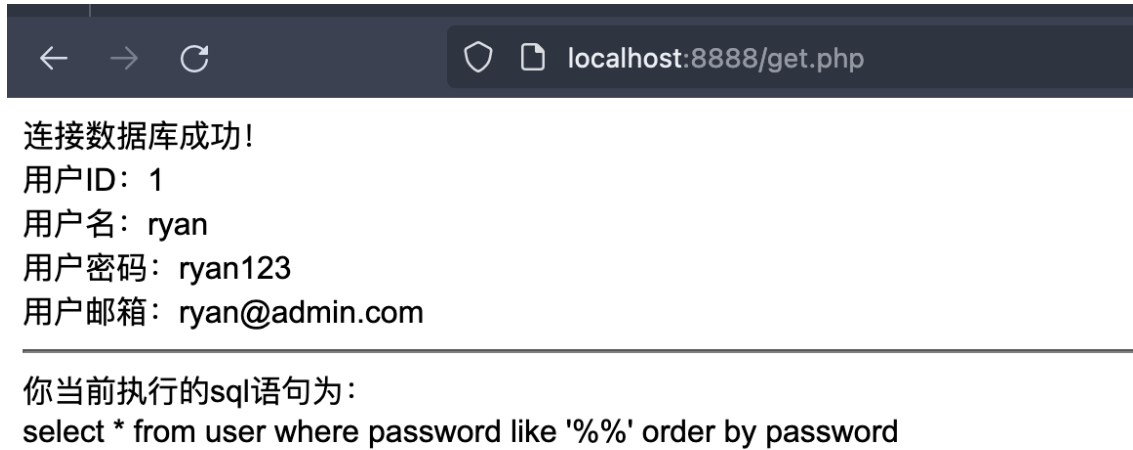 localhost:8888/get.php
连接数据库成功!
用户ID：1
用户名：ryan
用户密码：ryan123
用户邮箱：ryan@admin.com
你当前执行的sql语句为：
select * from user where password like '%%' order by password